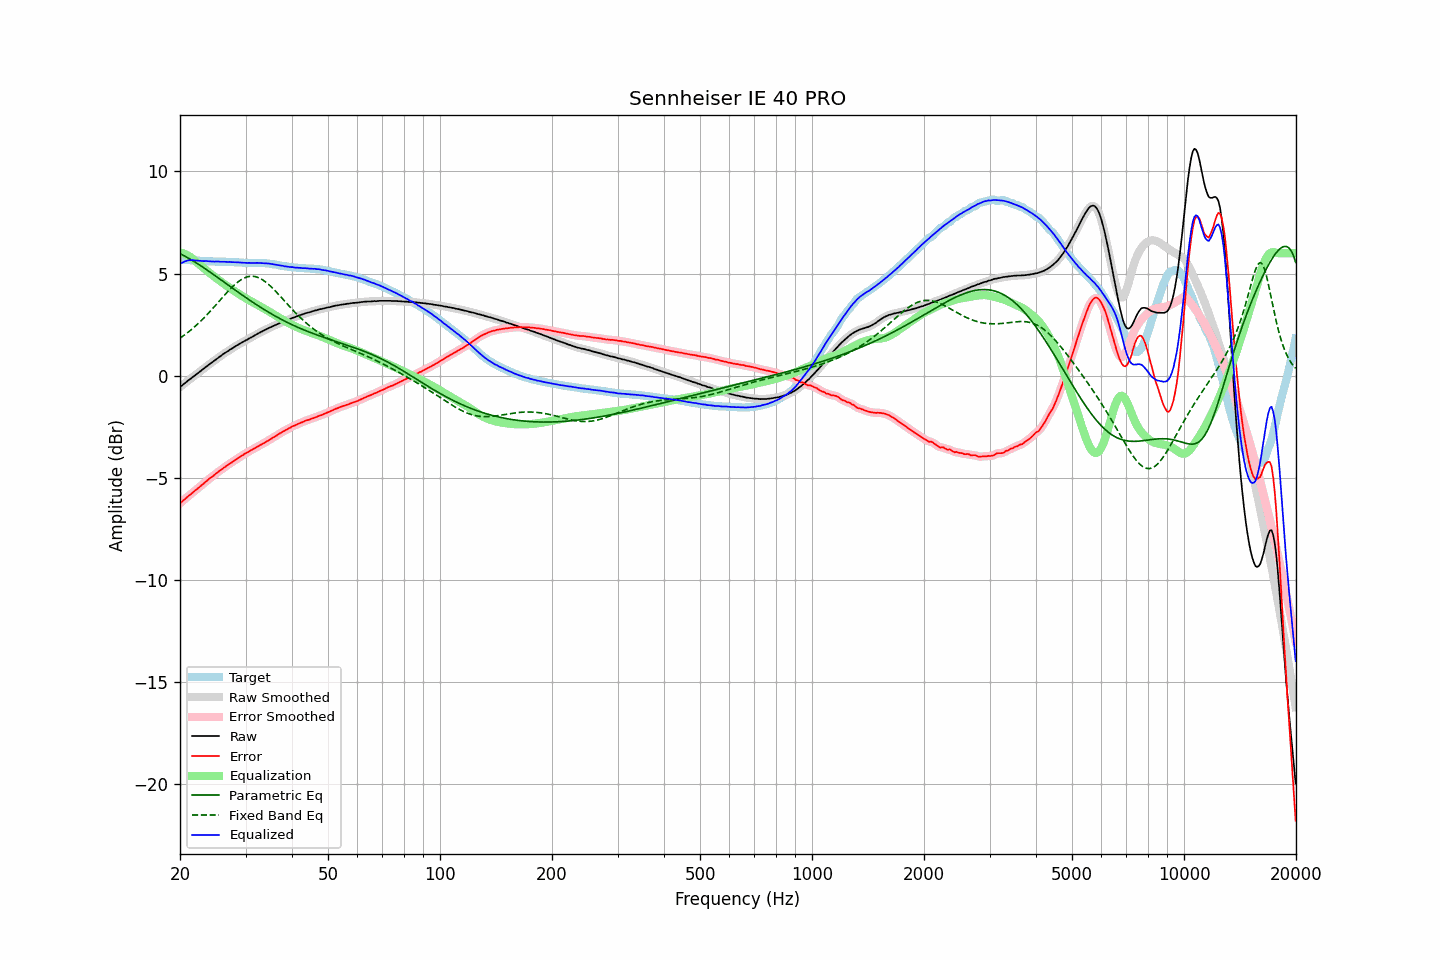 Sennheiser IE 40 PRO
10
5
0
−5
−10
−15
−20
Amplitude (dBr)
Target
Raw Smoothed
Error Smoothed
Raw
Error
Equalization
Parametric Eq
Fixed Band Eq
Equalized
20 50 100 200 500 1000 2000 5000 10000 20000
Frequency (Hz)